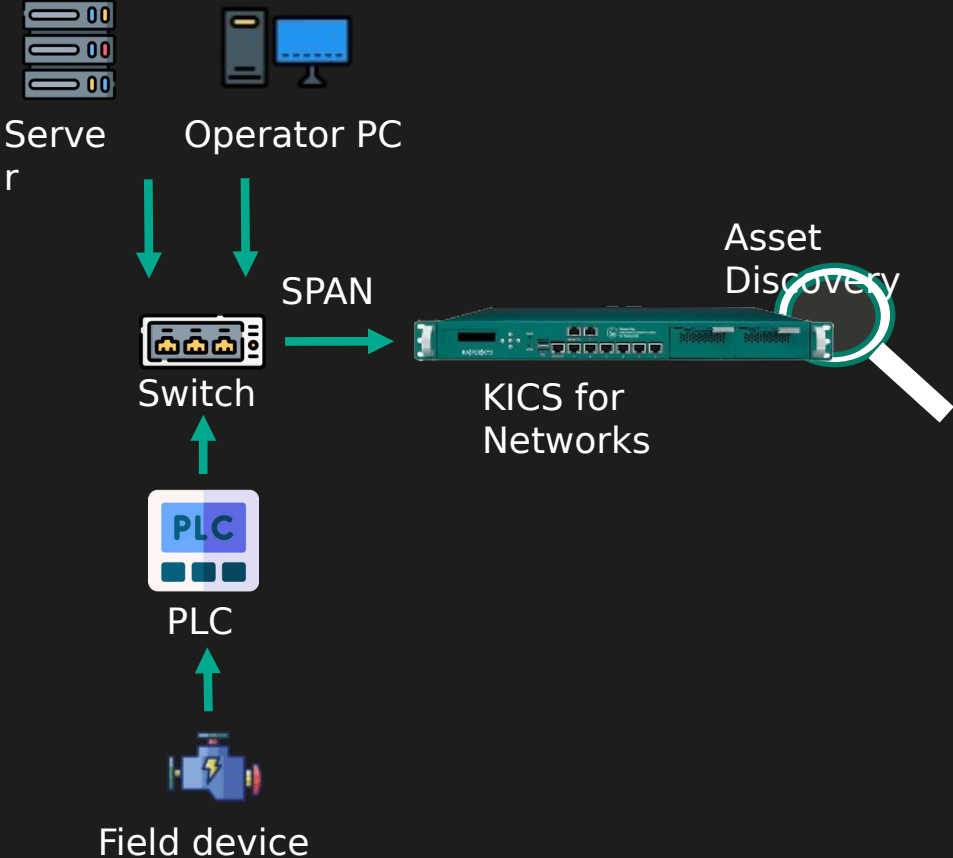 Serve
r
Operator PC
Asset
Discovery
SPAN
Switch
KICS for
Networks
PLC
PLC
Field device